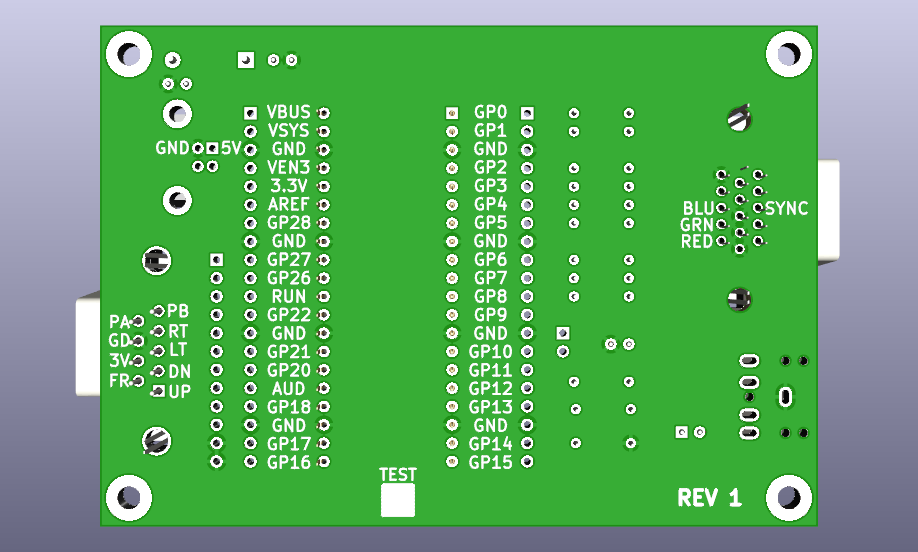 VBUS GP0
VSYS GP1
GND 5V GND GND
VEN3 GP2
3.3V GP3
AREF GP4 BLU SYNC
GP28 GP5 GRN
GND GND RED
GP27 GP6
GP26 GP7
RUN GP8
PB GP22 GP9
PA
RT GND GND
GD
LT GP21 GP10
3V
DN GP20 GP11
FR
UP AUD GP12
GP18 GP13
GND GND
GP17 GP14
GP16 GP15
TEST
REV 1